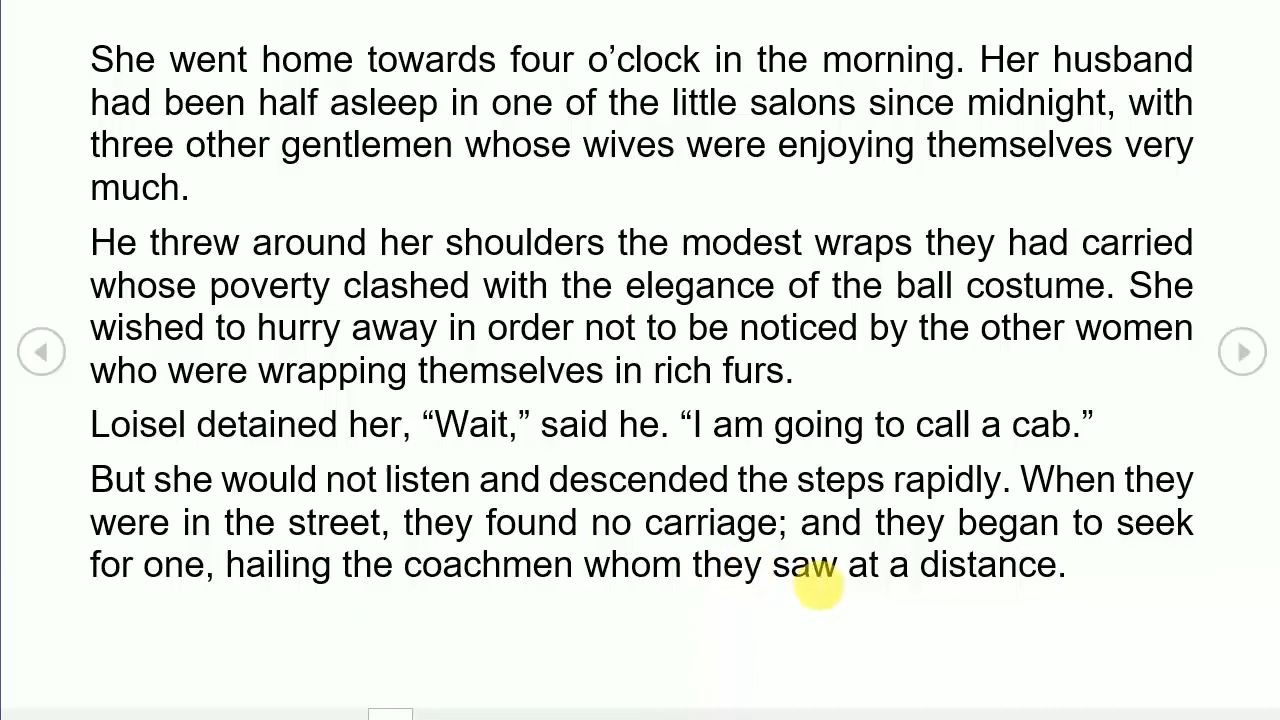 She went home towards four o’clock in the morning. Her husband
had been half asleep in one of the little salons since midnight, with
three other gentlemen whose wives were enjoying themselves very
much.
He threw around her shoulders the modest wraps they had carried
whose poverty clashed with the elegance of the ball costume. She
wished to hurry away in order not to be noticed by the other women
who were wrapping themselves in rich furs.
Loisel detained her, “Wait,” said he. “I am going to call a cab.”
But she would not listen and descended the steps rapidly. When they
were in the street, they found no carriage; and they began to seek
for one, hailing the coachmen whom they saw at a distance.